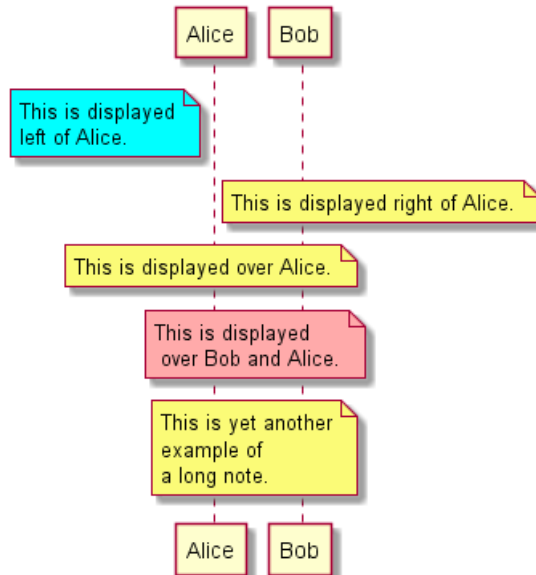 Alice Bob
This is displayed
left of Alice.
This is displayed right of Alice.
This is displayed over Alice.
This is displayed
over Bob and Alice.
This is yet another
example of
a long note.
Alice Bob